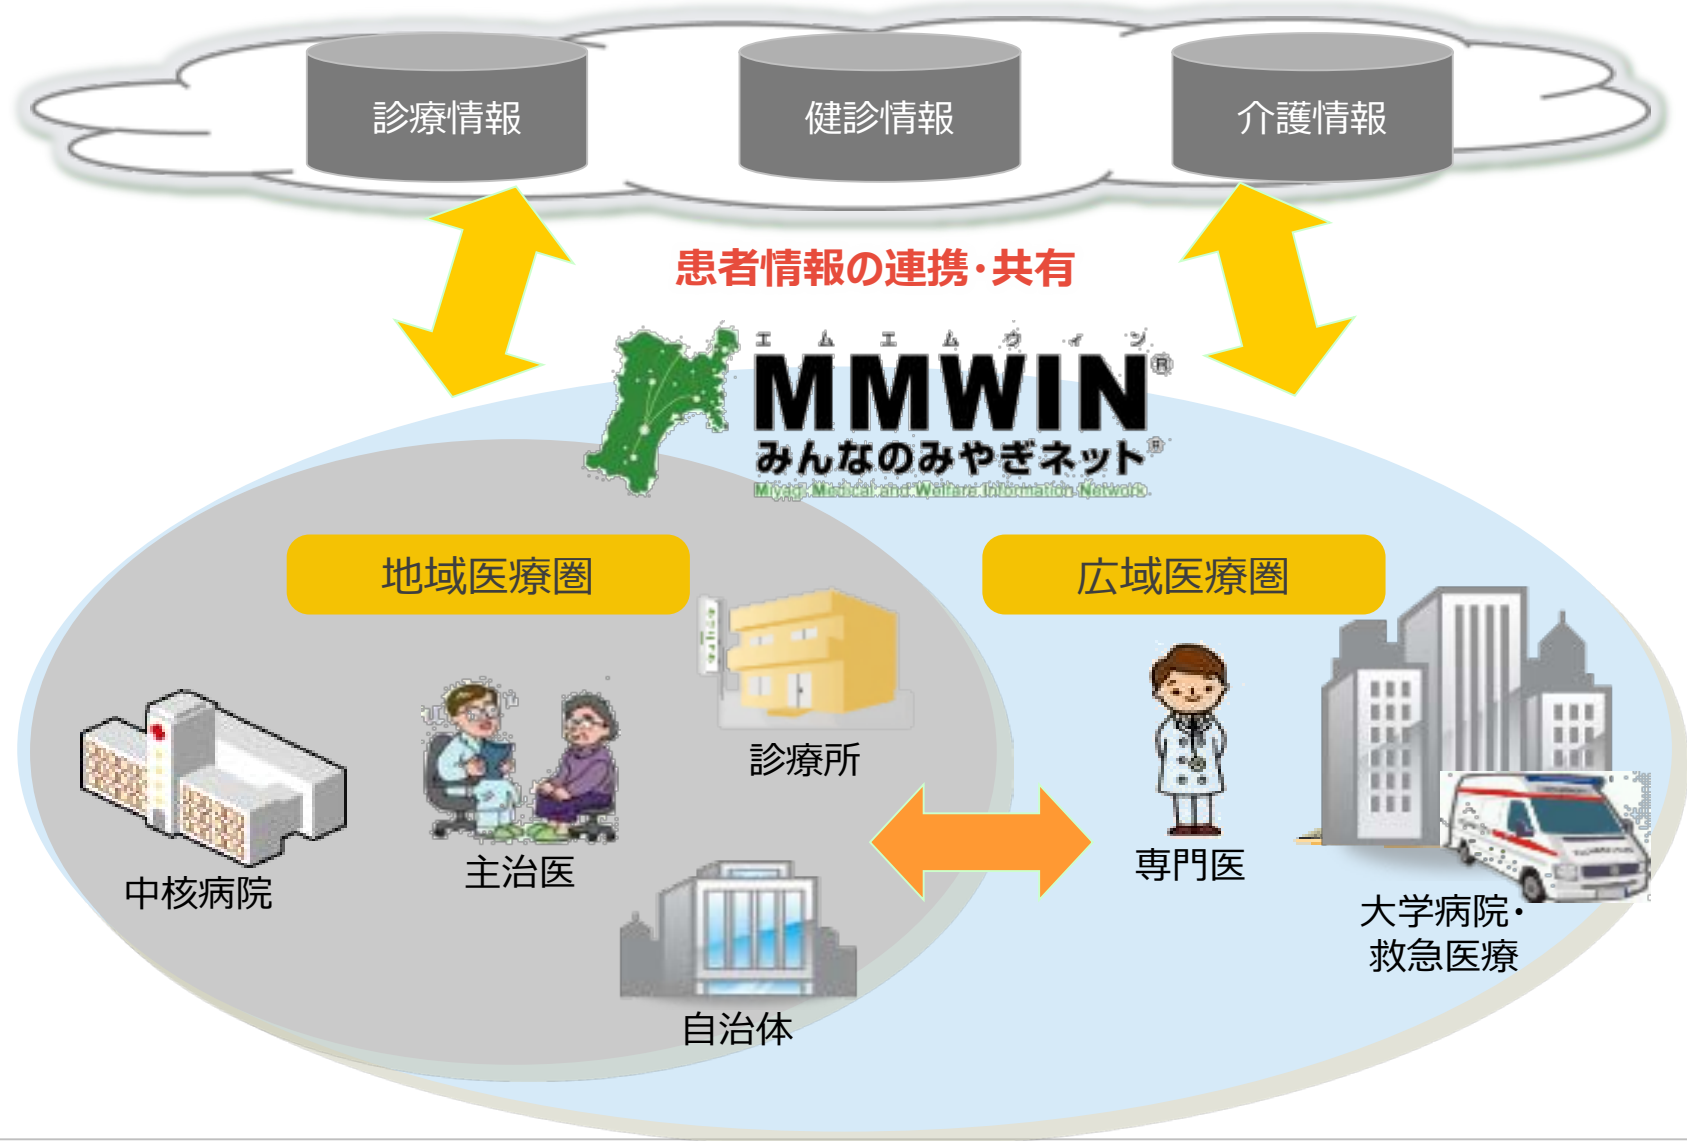 診療情報
健診情報
介護情報
患者情報の連携・共有
エムエムウィン
MMWIN®
みんなのみやぎネット®
Miyagi Medical and Welfare Information Network
地域医療圏
広域医療圏
診療所
主治医
専門医
中核病院
大学病院・
救急医療
自治体